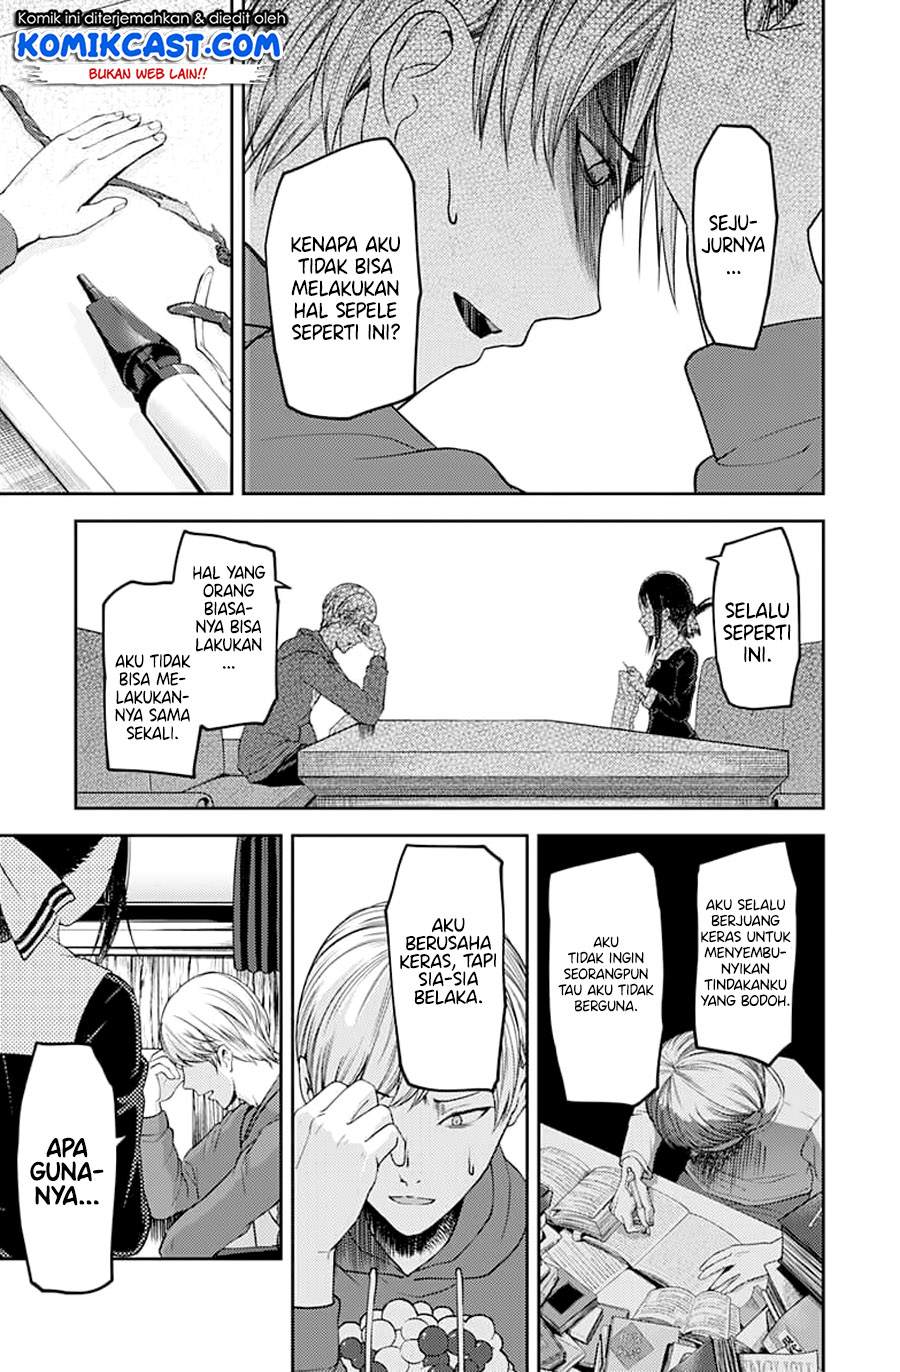 Komik ini diterjemahkan & diedit oleh
KOMIKCAST.COM
BUKAN WEB LAIN!!
SEJU-
JURNYA
...
KENAPA AKU
TIDAK BISA
MELAKUKAN
HAL SEPELE
SEPERTI INI?
SELALU
SEPERTI
INI.
HAL YANG
ORANG
BIASA-
NYA BISA
LAKUKAN
...
AKU TIDAK
BISA ME-
LAKUKAN-
NYA SAMA
SEKALI.
AKU SELALU
BERJUANG
KERAS UNTUK
MENYEMBU-
NYIKAN
TINDAKANKU
YANG BODOH.
AKU
TIDAK INGIN
SEORANGPUN
TAU AKU TIDAK
BERGUNA.
AKU
BERUSAHA
KERAS, TAPI
SIA-SIA
BELAKA.
APA
GUNA-
NYA...
ENGLISH